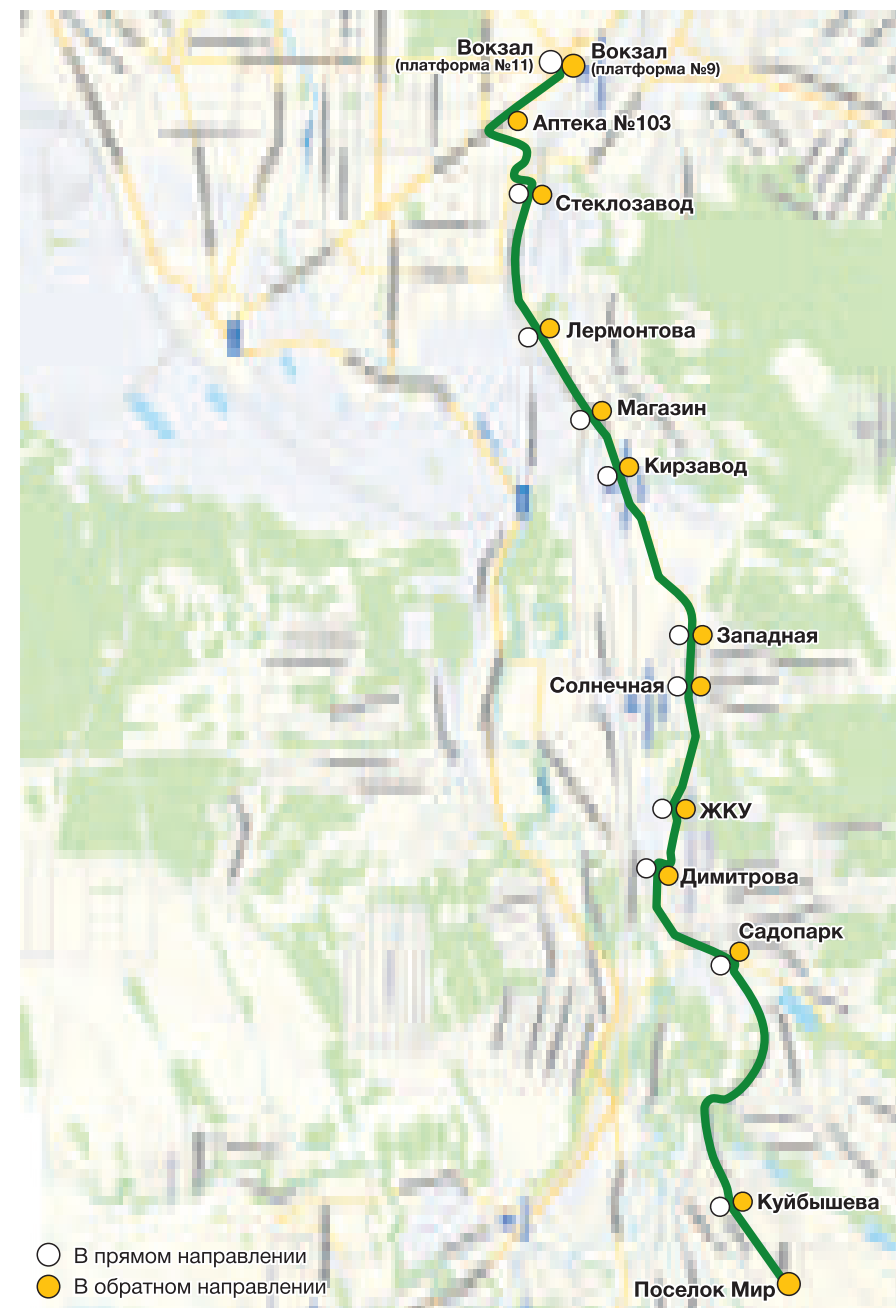 Вокзал
(платформа №11)
Вокзал
(платформа №9)
Аптека №103
Стеклозавод
Лермонтова
Магазин
Кирзавод
Западная
Солнечная
ЖКУ
Димитрова
Садопарк
Куйбышева
В прямом направлении
В обратном направлении
Поселок Мир